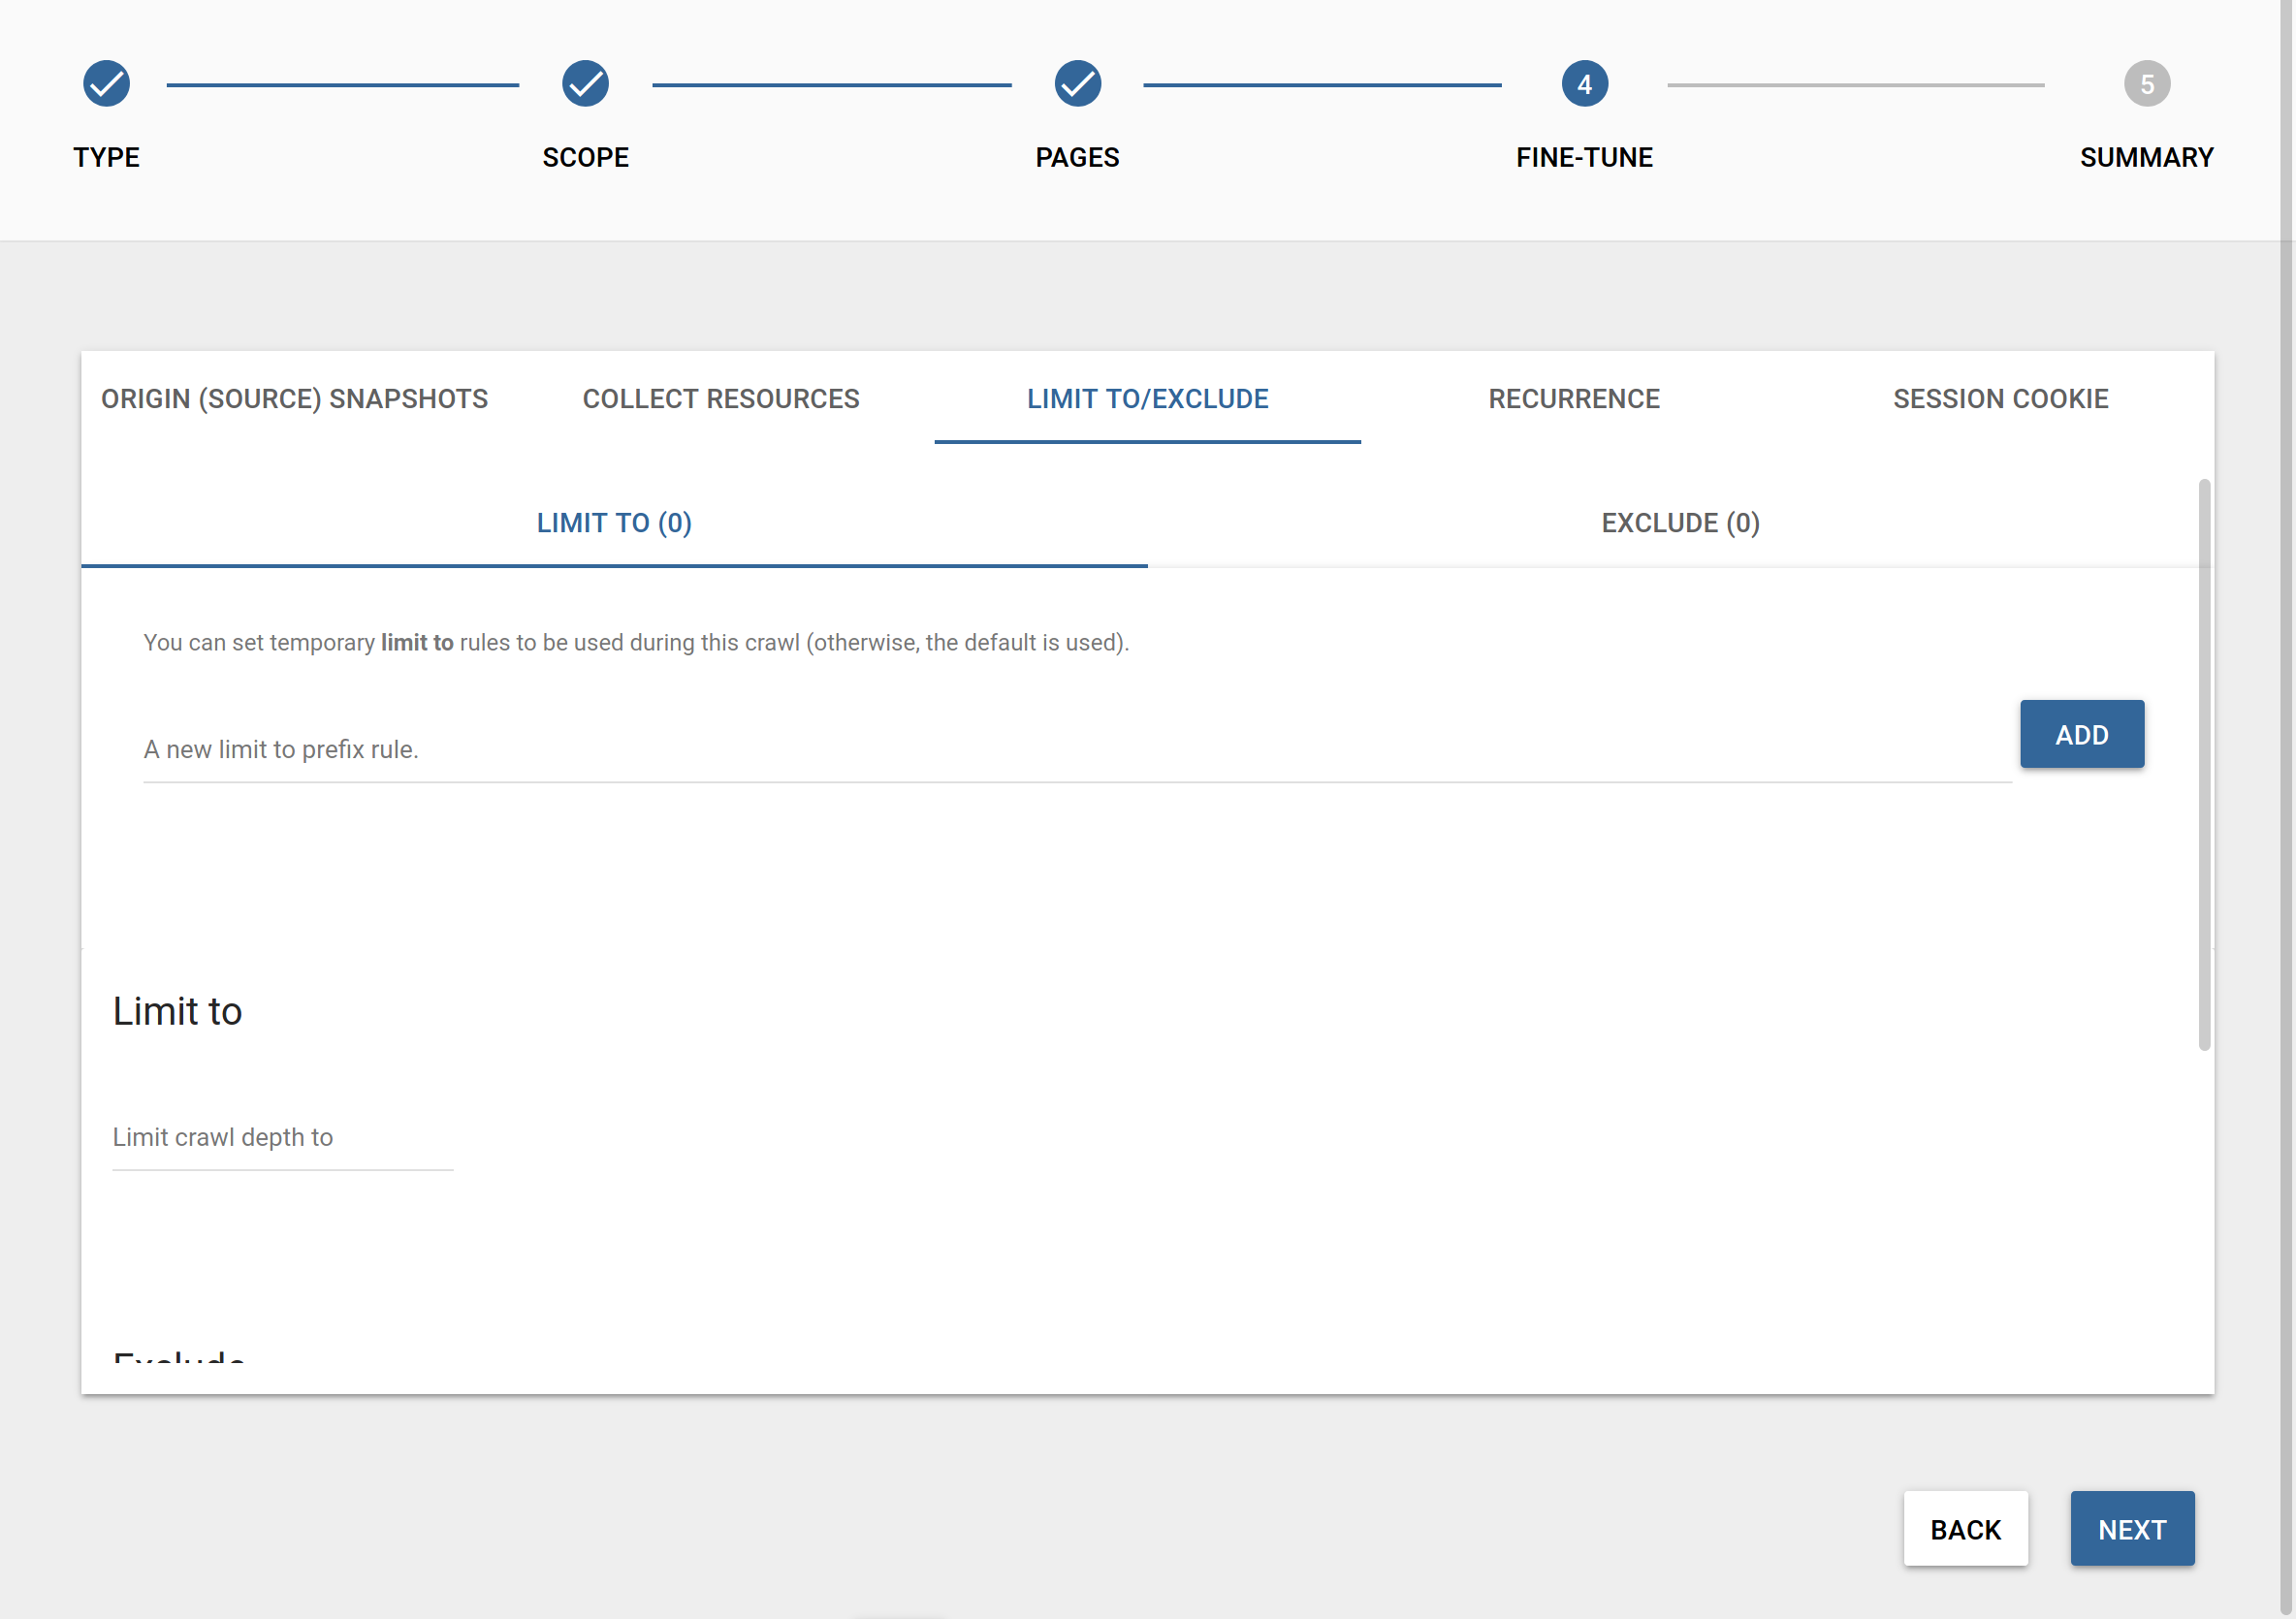 4
5
TYPE
SCOPE
PAGES
FINE-TUNE
SUMMARY
ORIGIN (SOURCE) SNAPSHOTS
COLLECT RESOURCES
LIMIT TO/EXCLUDE
RECURRENCE
SESSION COOKIE
LIMIT TO (0)
EXCLUDE (0)
You can set temporary limit to rules to be used during this crawl (otherwise, the default is used).
A new limit to prefix rule.
ADD
Limit to
Limit crawl depth to
Exclude
BACK
NEXT